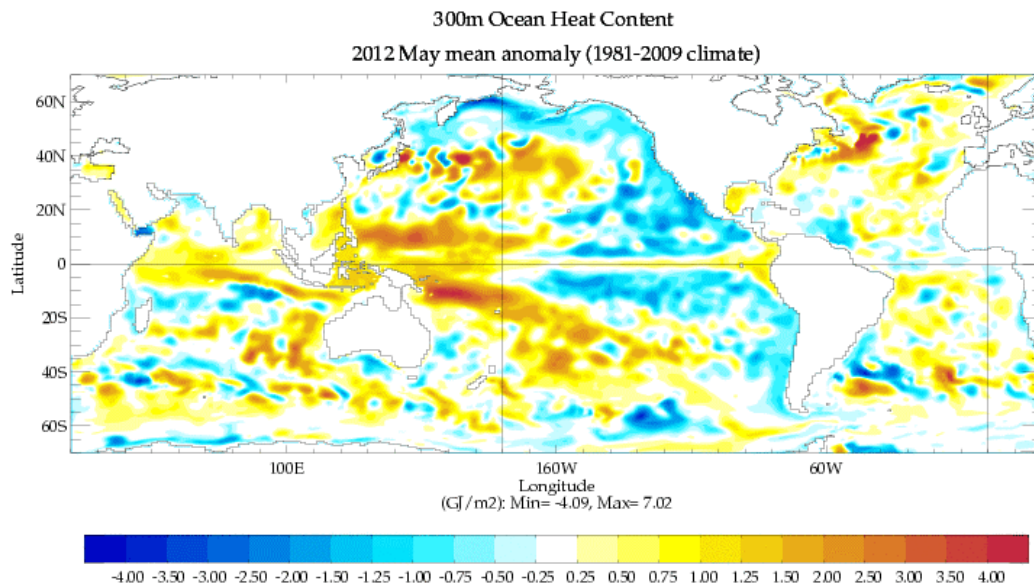 300m Ocean Heat Content
2012 May mean anomaly (1981-2009 climate)
60N
40N
20N
0
20S
40S
60S
Latitude
100E 160W 60W
Longitude
(GJ/m2): Min= -4.09, Max= 7.02
-4.00 -3.50 -3.00 -2.50 -2.00 -1.50 -1.25 -1.00 -0.75 -0.50 -0.25 0.25 0.50 0.75 1.00 1.25 1.50 2.00 2.50 3.00 3.50 4.00